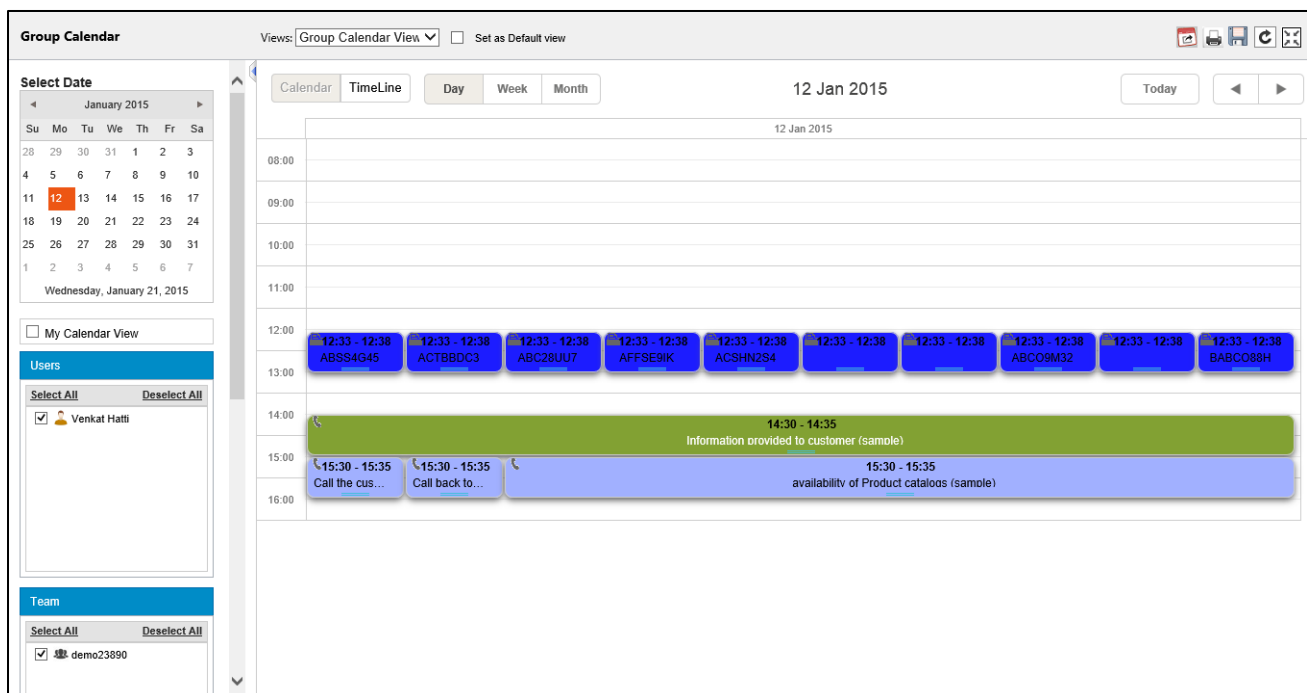 Group Calendar
Views: Group Calendar View Set as Default view
Select Date
January 2015
Su Mo Tu We Th Fr Sa
28 29 30 31 1 2 3
4 5 6 7 8 9 10
11 12 13 14 15 16 17
18 19 20 21 22 23 24
25 26 27 28 29 30 31
1 2 3 4 5 6 7
Wednesday, January 21, 2015
My Calendar View
Users
Select All Deselect All
Venkat Hatti
Team
Select All Deselect All
demo23890
Calendar TimeLine Day Week Month 12 Jan 2015 Today
12 Jan 2015
08:00
09:00
10:00
11:00
12:00
12:33 - 12:38 12:33 - 12:38 12:33 - 12:38 12:33 - 12:38 12:33 - 12:38 12:33 - 12:38 12:33 - 12:38 12:33 - 12:38 12:33 - 12:38 12:33 - 12:38
ABSS4G45 ACTBBDC3 ABC28UU7 AFFSE9IK ACSHN2S4 ABCO9M32 BABCO88H
13:00
14:00
14:30 - 14:35
Information provided to customer (sample)
15:00
15:30 - 15:35 15:30 - 15:35 15:30 - 15:35
Call the cus... Call back to... availability of Product catalogs (sample)
16:00